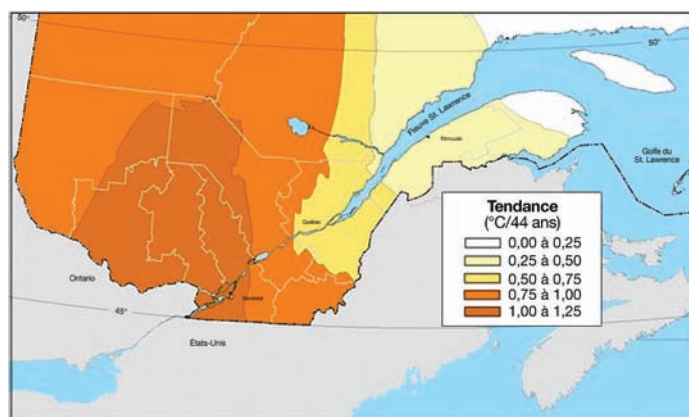 50°
50°
Fleuve St. Lawrence
Rimouski
Golfe du
St. Lawrence
Québec
Tendance
(°C/44 ans)
0,00 à 0,25
0,25 à 0,50
0,50 à 0,75
0,75 à 1,00
1,00 à 1,25
Ontario
Montréal
45°
États-Unis